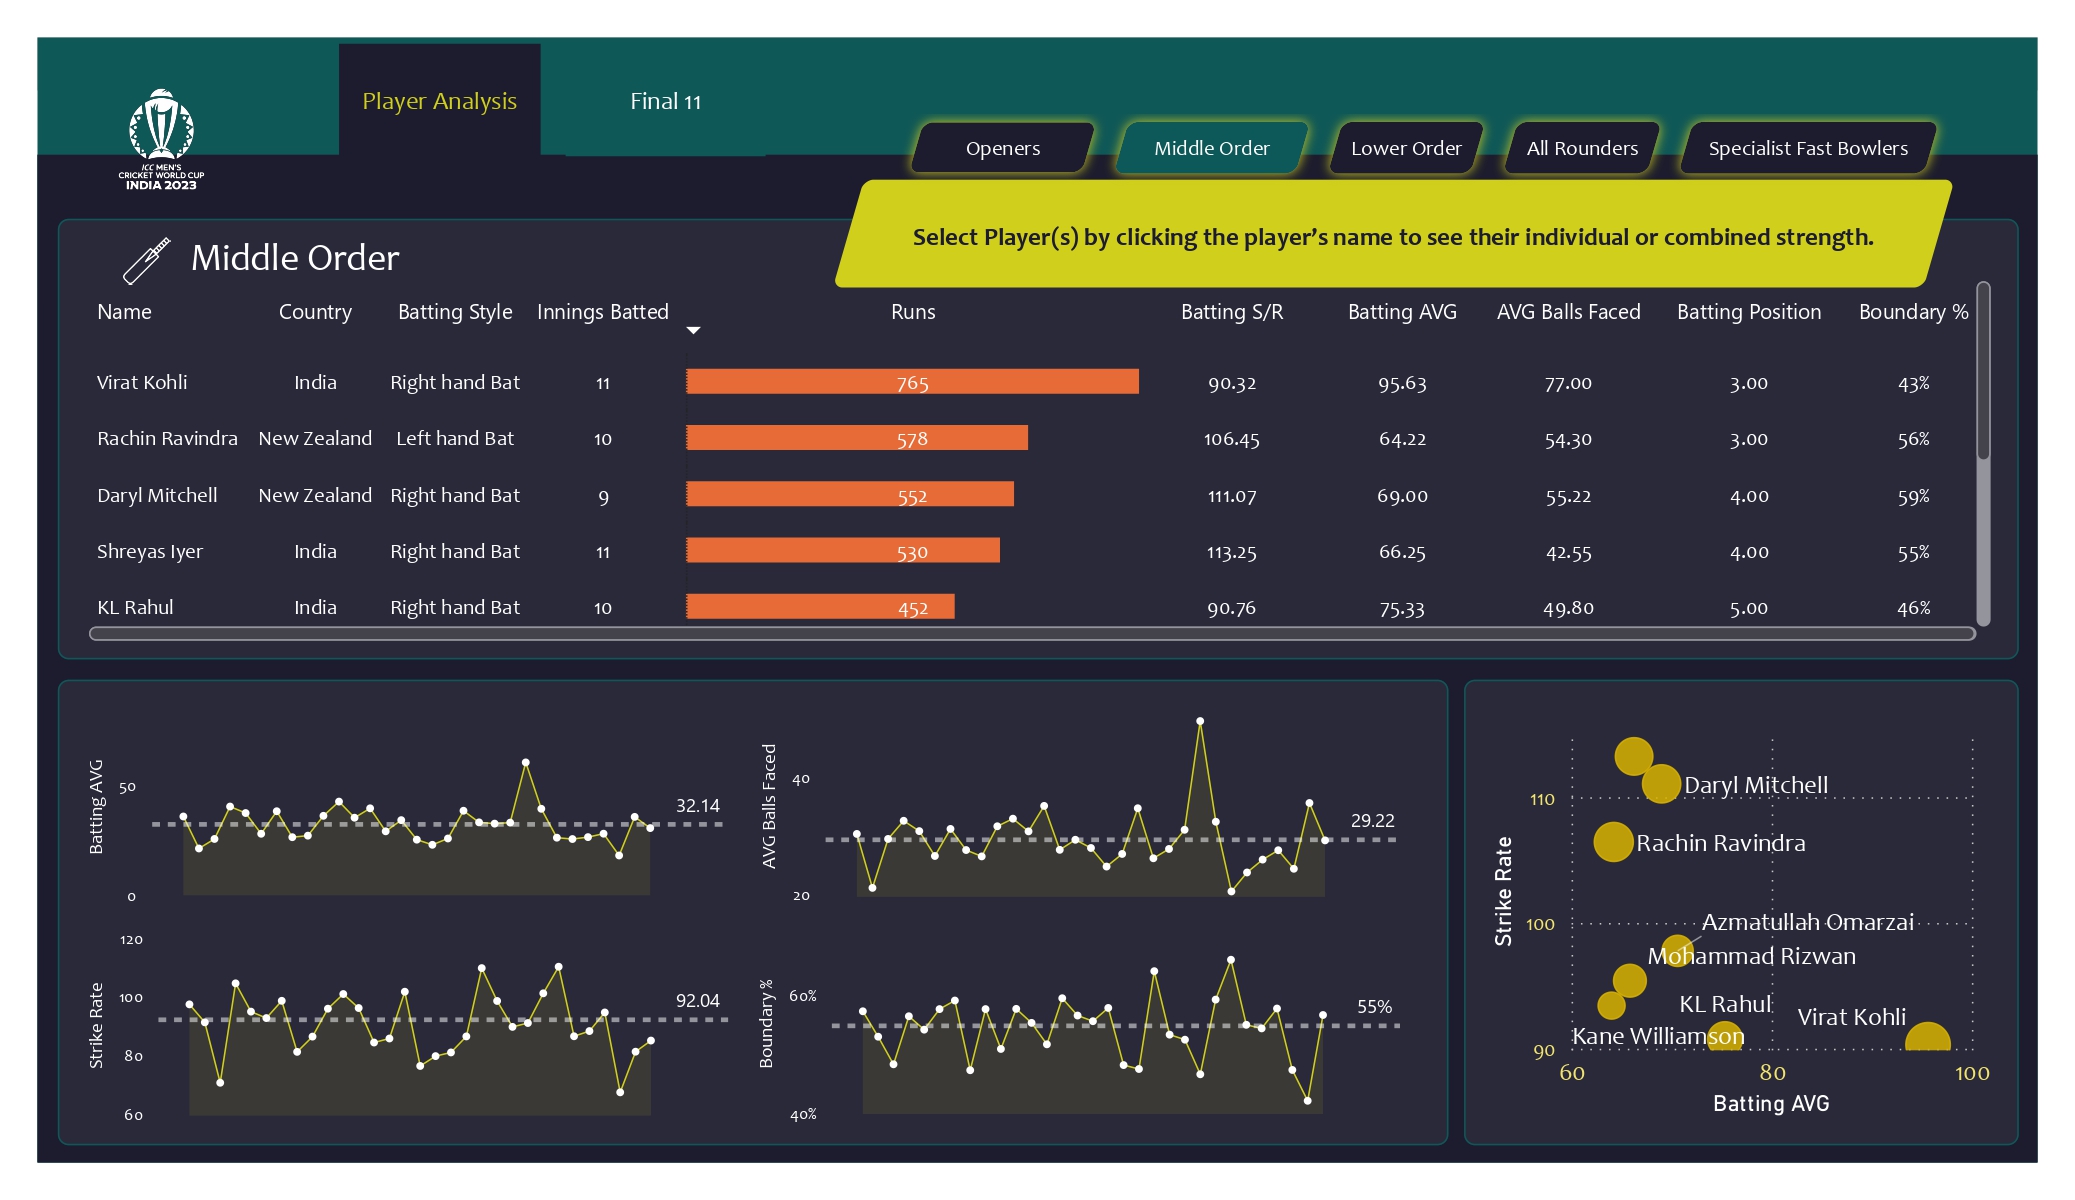 Player Analysis
Final 11
ICC MEN'S
CRICKET WORLD CUP
INDIA 2023
Openers
Middle Order
Lower Order
All Rounders
Specialist Fast Bowlers
Select Player(s) by clicking the player's name to see their individual or combined strength.
Middle Order
Name Country Batting Style Innings Batted Runs Batting S/R Batting AVG AVG Balls Faced Batting Position Boundary %
Virat Kohli India Right hand Bat 11 765 90.32 95.63 77.00 3.00 43%
Rachin Ravindra New Zealand Left hand Bat 10 578 106.45 64.22 54.30 3.00 56%
Daryl Mitchell New Zealand Right hand Bat 9 552 111.07 69.00 55.22 4.00 59%
Shreyas Iyer India Right hand Bat 11 530 113.25 66.25 42.55 4.00 55%
KL Rahul India Right hand Bat 10 452 90.76 75.33 49.80 5.00 46%
Batting AVG
50
0
32.14
AVG Balls Faced
40
20
29.22
Strike Rate
120
100
80
60
92.04
Boundary %
60%
40%
55%
Strike Rate
110
100
90
Daryl Mitchell
Rachin Ravindra
Azmatullah Omarzai
Mohammad Rizwan
KL Rahul
Virat Kohli
Kane Williamson
60 80 100
Batting AVG